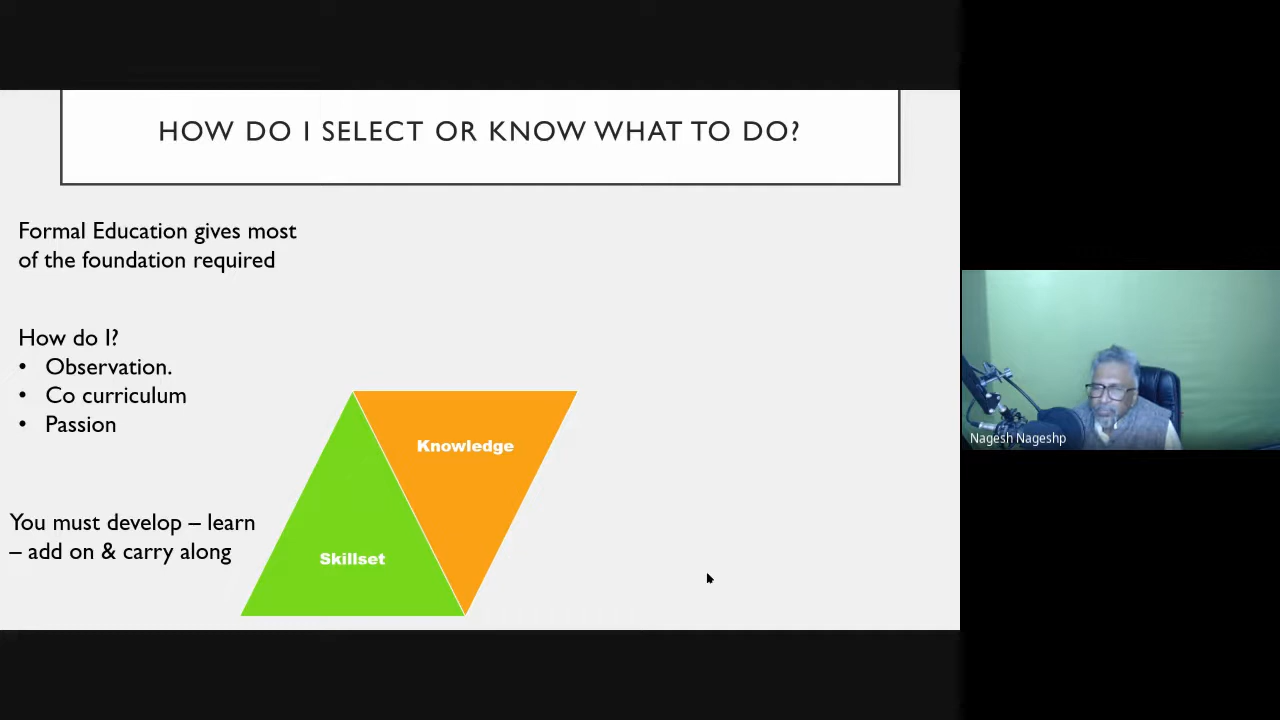 HOW DO I SELECT OR KNOW WHAT TO DO?
Formal Education gives most
of the foundation required
How do I?
• Observation.
• Co curriculum
• Passion
Knowledge
You must develop – learn
– add on & carry along
Skillset
Nagesh Nageshp